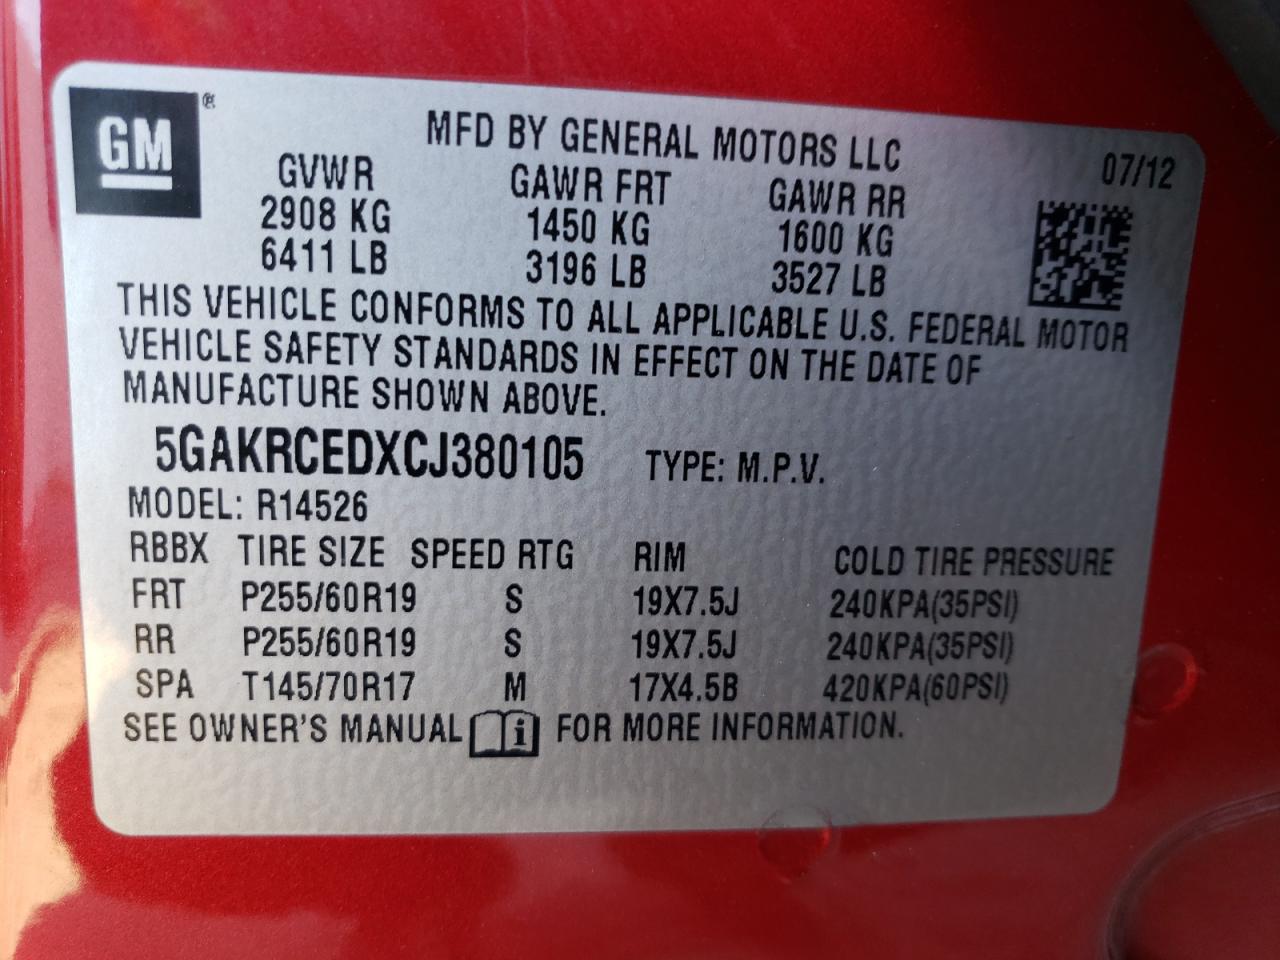 GM ®
MFD BY GENERAL MOTORS LLC 07/12
GVWR GAWR FRT GAWR RR
2908 KG 1450 KG 1600 KG
6411 LB 3196 LB 3527 LB
THIS VEHICLE CONFORMS TO ALL APPLICABLE U.S. FEDERAL MOTOR
VEHICLE SAFETY STANDARDS IN EFFECT ON THE DATE OF
MANUFACTURE SHOWN ABOVE.
5GAKRCEDXCJ380105 TYPE: M.P.V.
MODEL: R14526
RBBX TIRE SIZE SPEED RTG RIM COLD TIRE PRESSURE
FRT P255/60R19 S 19X7.5J 240KPA(35PSI)
RR P255/60R19 S 19X7.5J 240KPA(35PSI)
SPA T145/70R17 M 17X4.5B 420KPA(60PSI)
SEE OWNER'S MANUAL i FOR MORE INFORMATION.